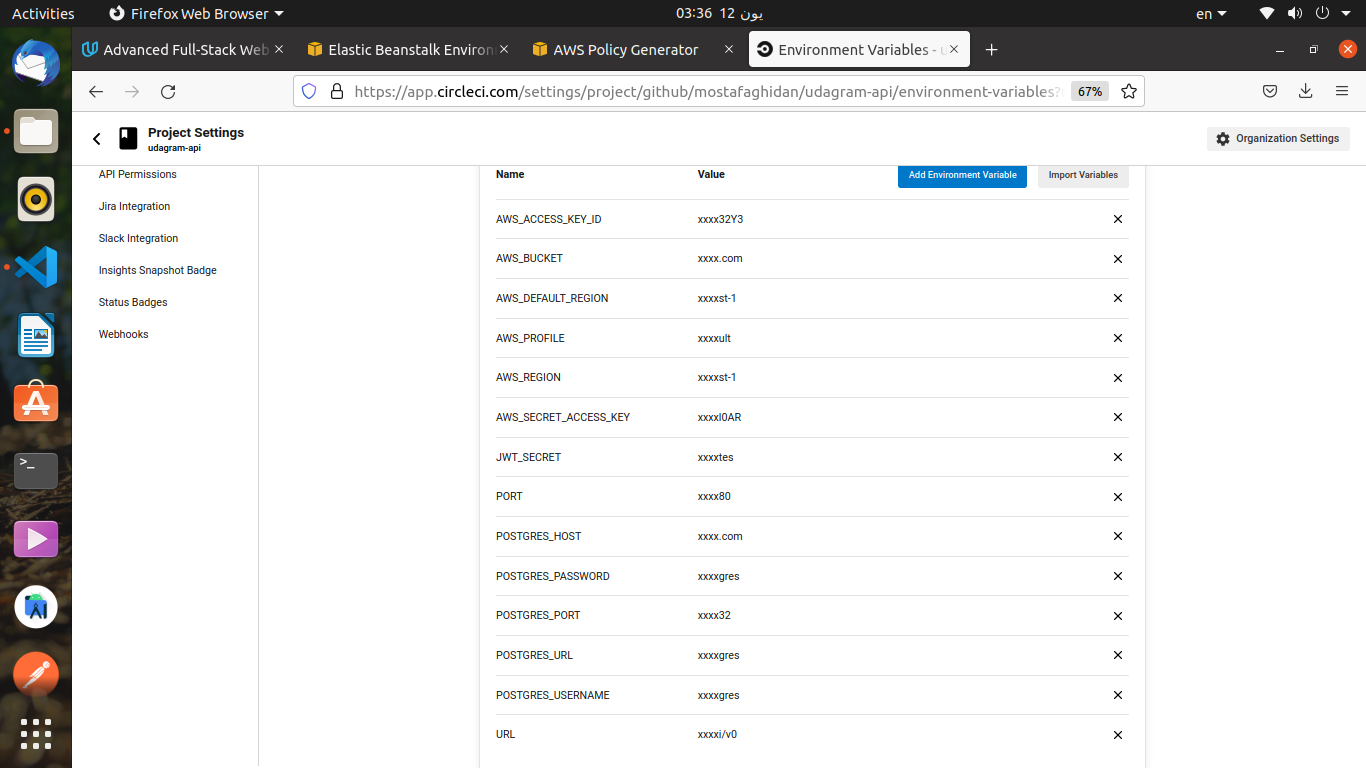 Activities Firefox Web Browser 03:36 12 يون en
Advanced Full-Stack Web Elastic Beanstalk Environ AWS Policy Generator Environment Variables - u
https://app.circleci.com/settings/project/github/mostafaghidan/udagram-api/environment-variables? 67%
Project Settings
udagram-api
Organization Settings
API Permissions
Jira Integration
Slack Integration
Insights Snapshot Badge
Status Badges
Webhooks
Name Value Add Environment Variable Import Variables
AWS_ACCESS_KEY_ID xxxx32Y3
AWS_BUCKET xxxx.com
AWS_DEFAULT_REGION xxxxst-1
AWS_PROFILE xxxxult
AWS_REGION xxxxst-1
AWS_SECRET_ACCESS_KEY xxxxl0AR
JWT_SECRET xxxxtes
PORT xxxx80
POSTGRES_HOST xxxx.com
POSTGRES_PASSWORD xxxxgres
POSTGRES_PORT xxxx32
POSTGRES_URL xxxxgres
POSTGRES_USERNAME xxxxgres
URL xxxxi/v0